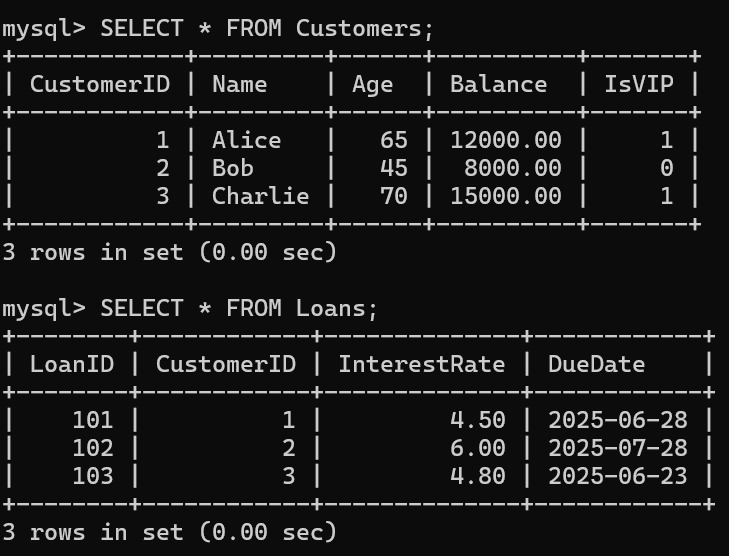 mysql> SELECT * FROM Customers;
+------------+---------+------+----------+-------+
| CustomerID | Name    | Age  | Balance  | IsVIP |
+------------+---------+------+----------+-------+
|          1 | Alice   |   65 | 12000.00 |     1 |
|          2 | Bob     |   45 |  8000.00 |     0 |
|          3 | Charlie |   70 | 15000.00 |     1 |
+------------+---------+------+----------+-------+
3 rows in set (0.00 sec)

mysql> SELECT * FROM Loans;
+--------+------------+--------------+------------+
| LoanID | CustomerID | InterestRate | DueDate    |
+--------+------------+--------------+------------+
|    101 |          1 |         4.50 | 2025-06-28 |
|    102 |          2 |         6.00 | 2025-07-28 |
|    103 |          3 |         4.80 | 2025-06-23 |
+--------+------------+--------------+------------+
3 rows in set (0.00 sec)